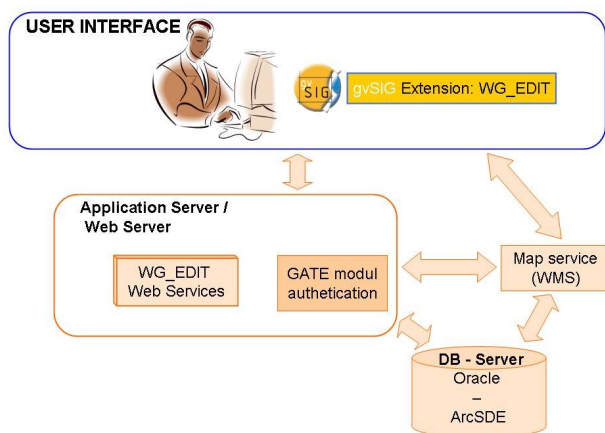 USER INTERFACE
gv
SIG
gvSIG Extension: WG_EDIT
Application Server /
Web Server
WG_EDIT
Web Services
GATE modul
authetication
Map service
(WMS)
DB - Server
Oracle
–
ArcSDE